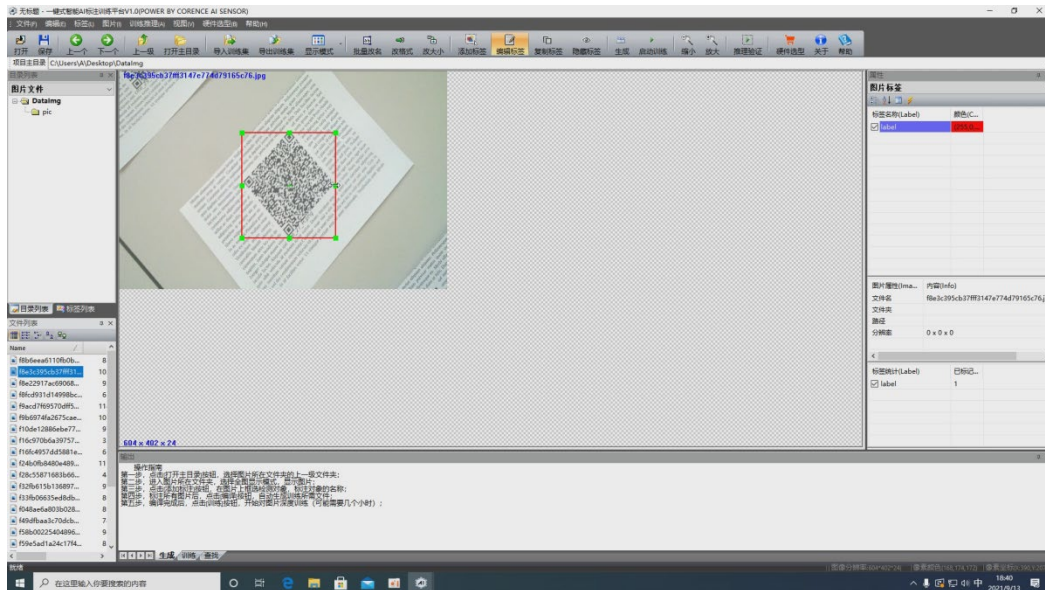 无标题 - 一键式智能AI标注训练平台V1.0(POWER BY CORENCE AI SENSOR)
文件(F) 编辑(E) 标签(L) 图片(I) 训练推理(A) 视图(V) 硬件选型(B) 帮助(H)
打开 保存 上一个 下一个 上一级 打开主目录 导入训练集 导出训练集 显示模式 批量改名 改格式 改大小 添加标签 编辑标签 复制标签 隐藏标签 生成 启动训练 缩小 放大 推理验证 硬件选型 关于 帮助
项目主目录 C:\Users\A\Desktop\DataImg
目录列表
图片文件
DataImg
pic
目录列表 标签列表
文件列表
Name
f8b6eea6110fb0b... 8
f8e3c395cb37fff31... 10
f8e22917ac69068... 9
f8fcd931d14998bc... 6
f9acd7f69570dff5... 11
f9b6974fa2675cae... 10
f10de12886ebe77... 9
f16c970b6a39757... 3
f16fc4957dd5881e... 6
f24b0fb8480e489... 11
f28c55871683b66... 4
f32fb615b136897... 9
f33fb06635ed8db... 8
f048ae6a803b028... 8
f49dfbaa3c70dcb... 7
f58b00225404896... 9
f59e5ad1a24c17f4... 8
f8e3c395cb37fff3147e774d79165c76.jpg
604 x 402 x 24
输出
操作指南
第一步，点击打开主目录按钮，选择图片所在文件夹的上一级文件夹；
第二步，进入图片所在文件夹，选择全图显示模式，显示图片；
第三步，点击添加标注按钮，在图片上框选检测对象，标注对象的名称；
第四步，标注所有图片后，点击编译按钮，自动生成训练所需文件；
第五步，编译完成后，点击训练按钮，开始对图片深度训练（可能需要几个小时）；
生成 训练 查找
属性
图片标签
标签名称(Label) 颜色(C...
label
图片属性(Ima... 内容(Info)
文件名 f8e3c395cb37fff3147e774d79165c76.j
文件夹
路径
分辨率 0 x 0 x 0
标签统计(Label) 已标记...
label 1
就绪
在这里输入你要搜索的内容
中
18:40
2021/9/13